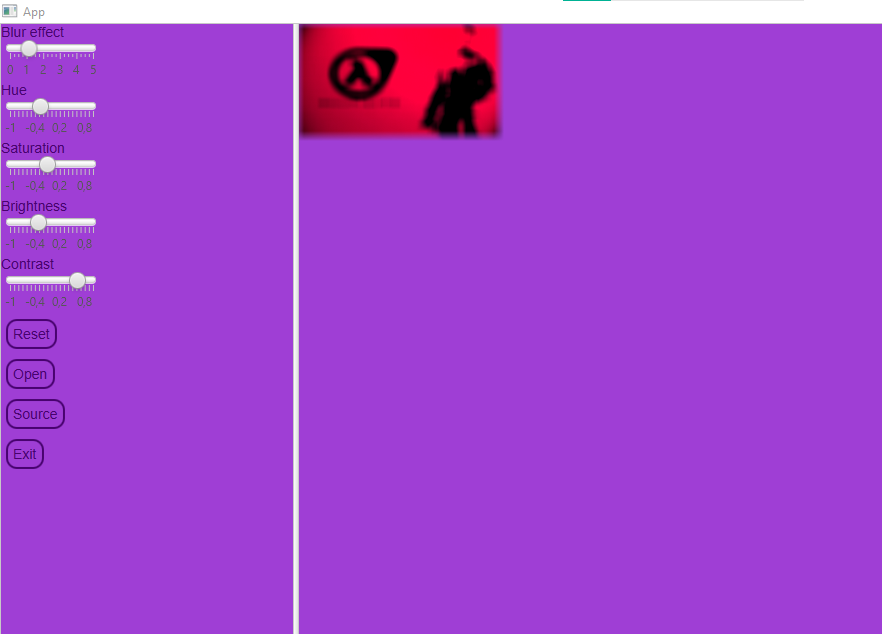 App
Blur effect
0 1 2 3 4 5
Hue
-1 -0,4 0,2 0,8
Saturation
-1 -0,4 0,2 0,8
Brightness
-1 -0,4 0,2 0,8
Contrast
-1 -0,4 0,2 0,8
Reset
Open
Source
Exit